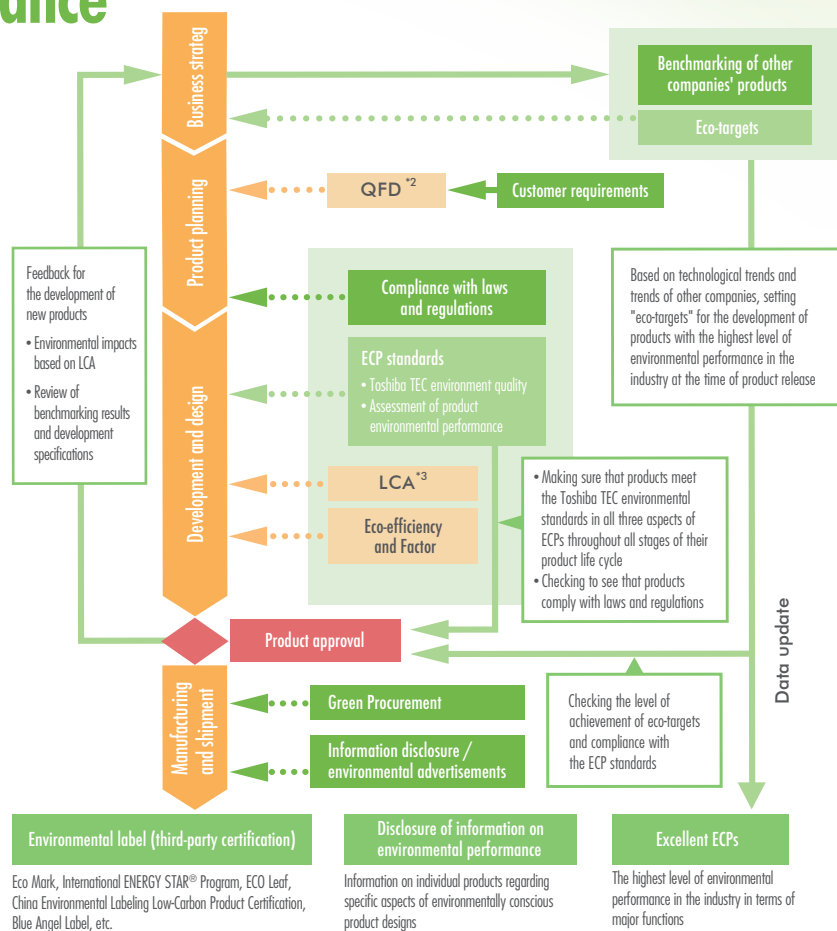 Business strateg
Benchmarking of other
companies' products
Eco-targets
Product planning
QFD *2
Customer requirements
Feedback for
the development of
new products
• Environmental impacts
based on LCA
• Review of
benchmarking results
and development
specifications
Compliance with laws
and regulations
Based on technological trends and
trends of other companies, setting
"eco-targets" for the development of
products with the highest level of
environmental performance in the
industry at the time of product release
Development and design
ECP standards
• Toshiba TEC environment quality
• Assessment of product
environmental performance
LCA*3
Eco-efficiency
and Factor
• Making sure that products meet
the Toshiba TEC environmental
standards in all three aspects of
ECPs throughout all stages of their
product life cycle
• Checking to see that products
comply with laws and regulations
Product approval
Data update
Checking the level of
achievement of eco-targets
and compliance with
the ECP standards
Manufacturing
and shipment
Green Procurement
Information disclosure /
environmental advertisements
Environmental label (third-party certification)
Eco Mark, International ENERGY STAR® Program, ECO Leaf,
China Environmental Labeling Low-Carbon Product Certification,
Blue Angel Label, etc.
Disclosure of information on
environmental performance
Information on individual products regarding
specific aspects of environmentally conscious
product designs
Excellent ECPs
The highest level of environmental
performance in the industry in terms of
major functions